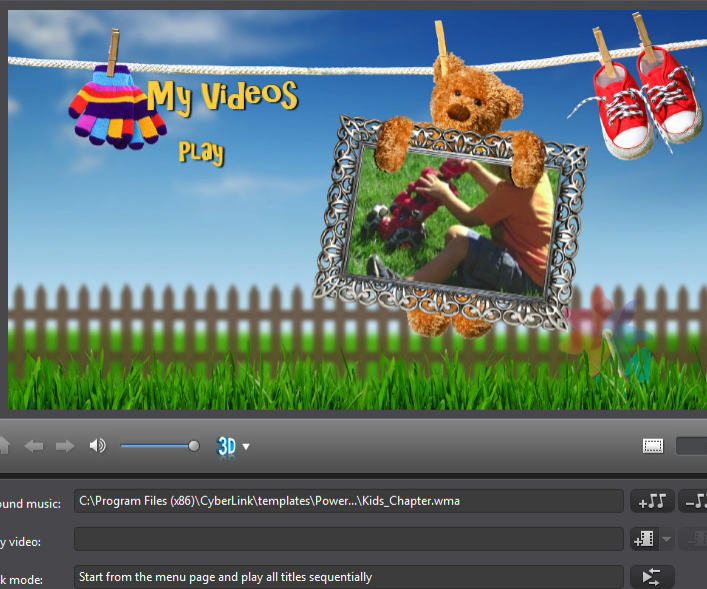 My Videos
Play
3D
ound music:
C:\Program Files (x86)\CyberLink\templates\Power...\Kids_Chapter.wma
y video:
k mode:
Start from the menu page and play all titles sequentially